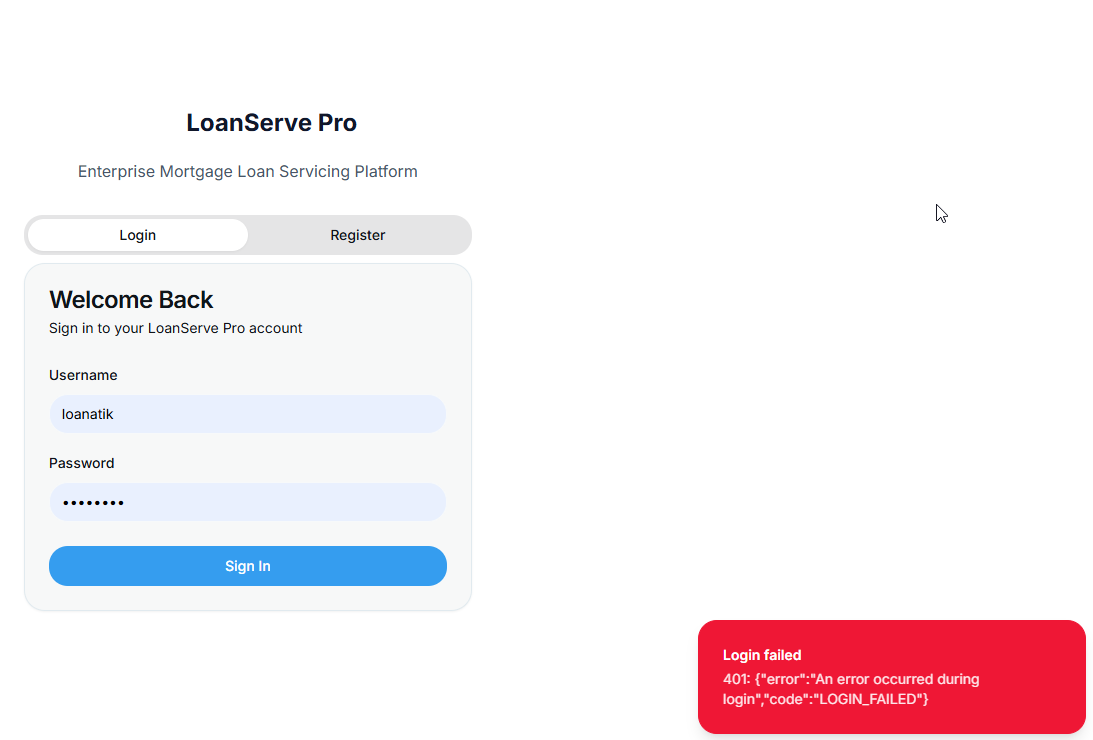 LoanServe Pro
Enterprise Mortgage Loan Servicing Platform
Login
Register
Welcome Back
Sign in to your LoanServe Pro account
Username
loanatik
Password
••••••••
Sign In
Login failed
401: {"error":"An error occurred during
login","code":"LOGIN_FAILED"}